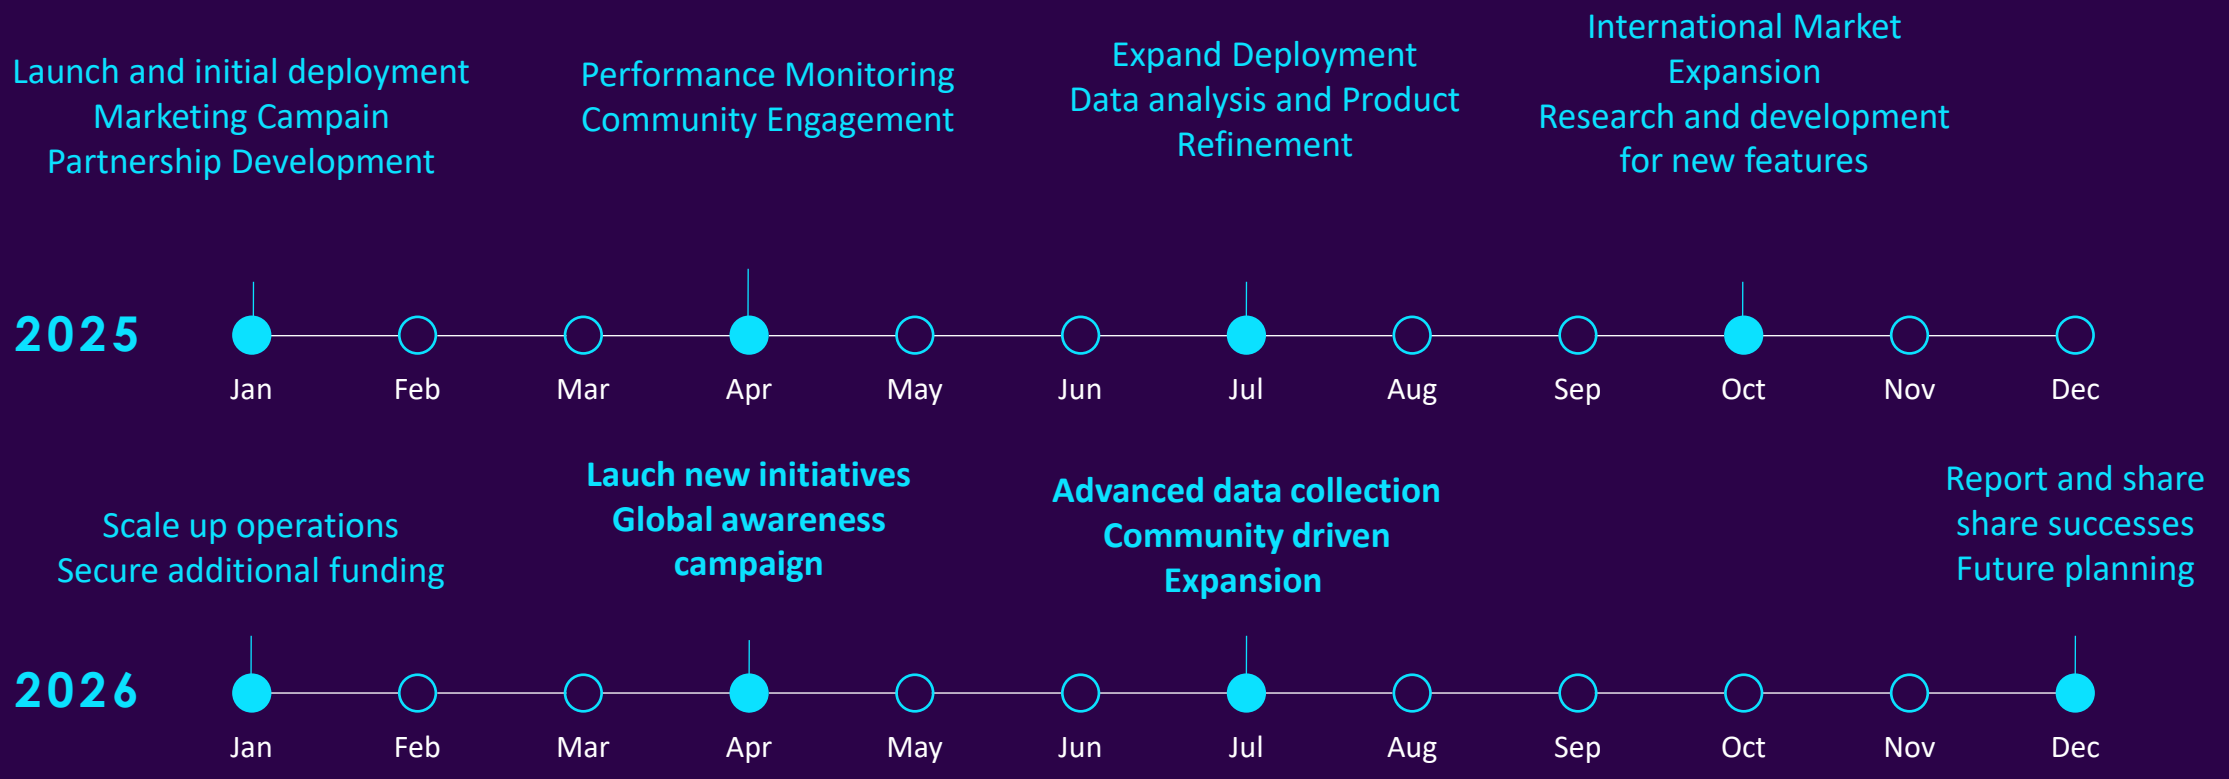 Launch and initial deployment
Marketing Campain
Partnership Development
Performance Monitoring
Community Engagement
Expand Deployment
Data analysis and Product
Refinement
International Market
Expansion
Research and development
for new features
2025
Jan Feb Mar Apr May Jun Jul Aug Sep Oct Nov Dec
Scale up operations
Secure additional funding
Lauch new initiatives
Global awareness
campaign
Advanced data collection
Community driven
Expansion
Report and share
share successes
Future planning
2026
Jan Feb Mar Apr May Jun Jul Aug Sep Oct Nov Dec